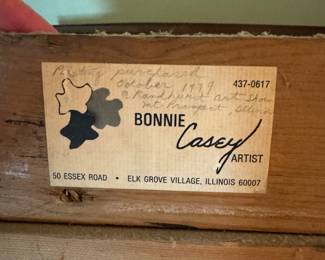 Picture purchased
October 1979
437-0617
@ Randhurst Art Show
Mt. Prospect, Illinois
BONNIE
Casey
ARTIST
50 ESSEX ROAD • ELK GROVE VILLAGE, ILLINOIS 60007